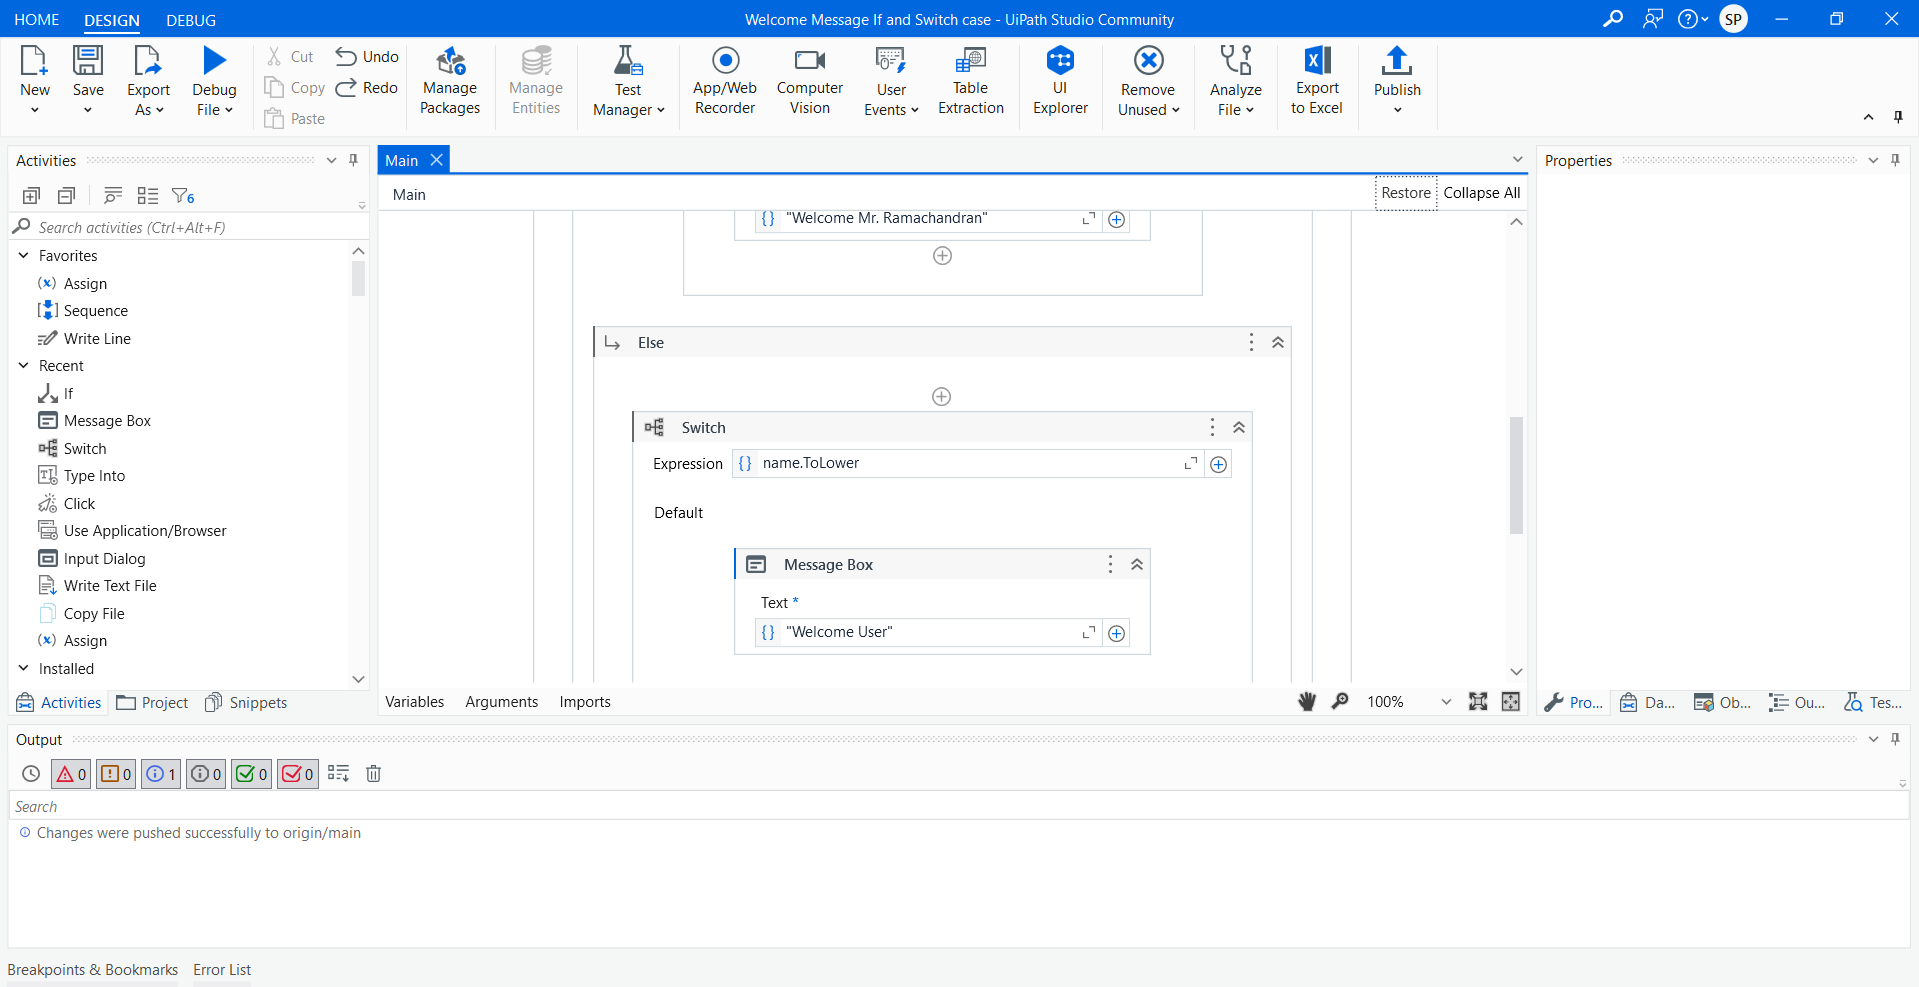 HOME DESIGN DEBUG Welcome Message If and Switch case - UiPath Studio Community SP
New Save Export As Debug File Cut Copy Paste Undo Redo Manage Packages Manage Entities Test Manager App/Web Recorder Computer Vision User Events Table Extraction UI Explorer Remove Unused Analyze File Export to Excel Publish
Activities
6
Search activities (Ctrl+Alt+F)
Favorites
Assign
Sequence
Write Line
Recent
If
Message Box
Switch
Type Into
Click
Use Application/Browser
Input Dialog
Write Text File
Copy File
Assign
Installed
Activities Project Snippets
Main
Main Restore Collapse All
{} "Welcome Mr. Ramachandran"
Else
Switch
Expression {} name.ToLower
Default
Message Box
Text *
{} "Welcome User"
Variables Arguments Imports 100%
Properties
Pro... Da... Ob... Ou... Tes...
Output
0 0 1 0 0 0
Search
Changes were pushed successfully to origin/main
Breakpoints & Bookmarks Error List